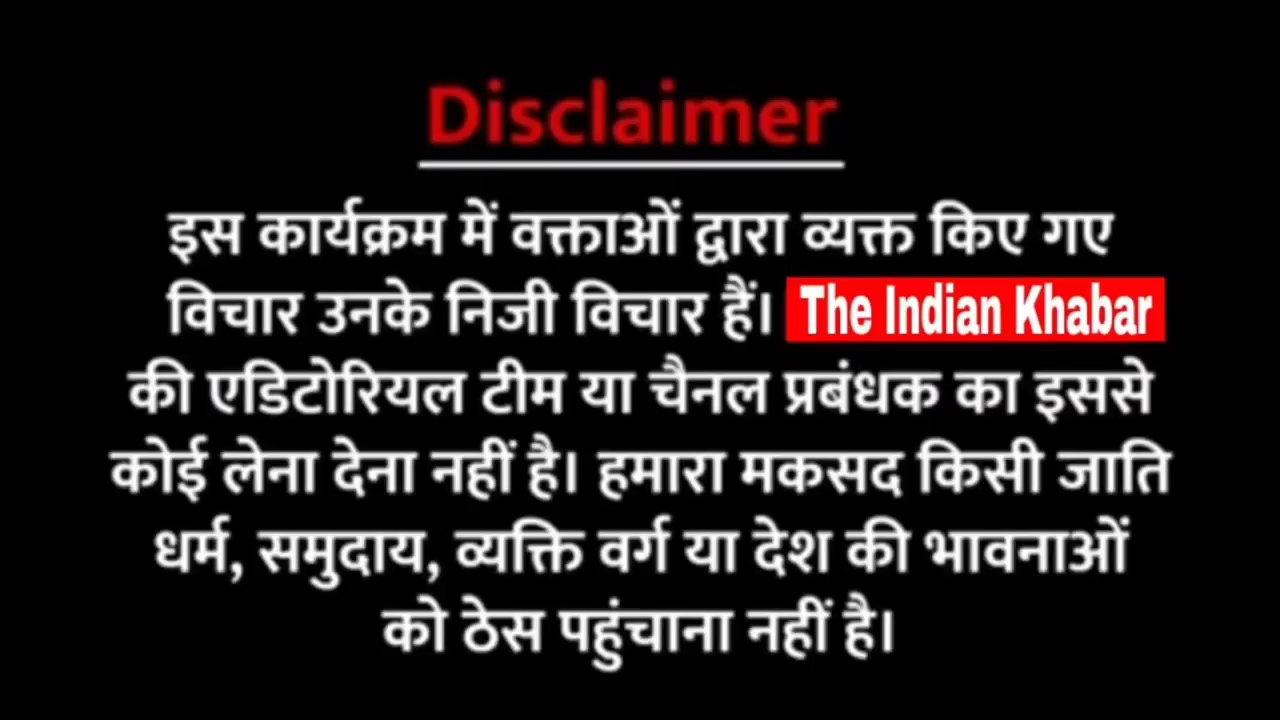 Disclaimer
इस कार्यक्रम में वक्ताओं द्वारा व्यक्त किए गए
विचार उनके निजी विचार हैं। The Indian Khabar
की एडिटोरियल टीम या चैनल प्रबंधक का इससे
कोई लेना देना नहीं है। हमारा मकसद किसी जाति
धर्म, समुदाय, व्यक्ति वर्ग या देश की भावनाओं
को ठेस पहुंचाना नहीं है।